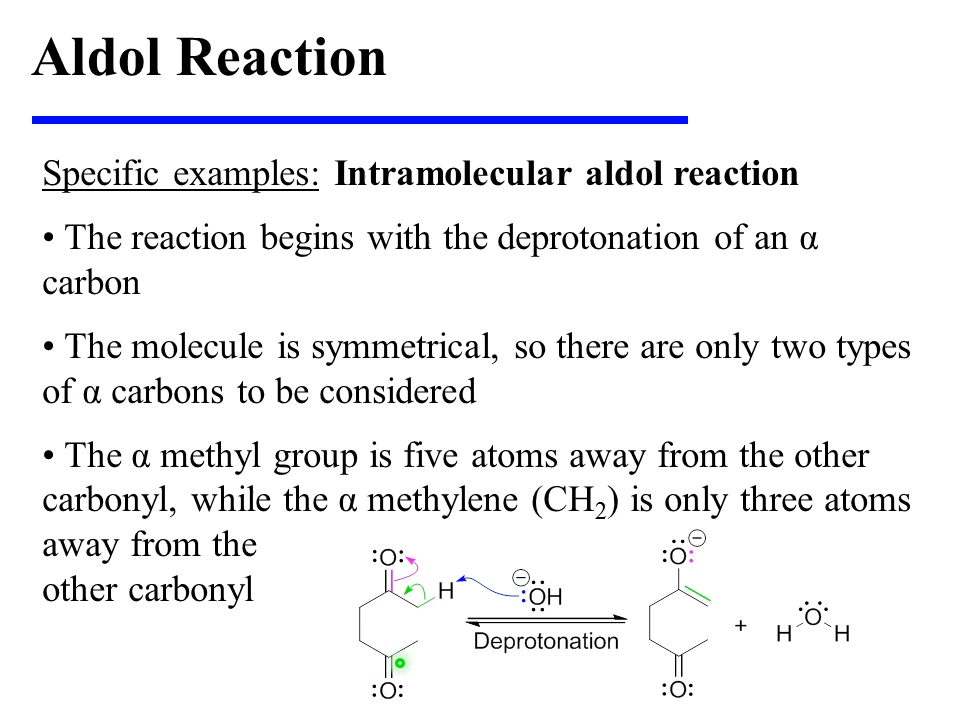 Aldol Reaction
Specific examples: Intramolecular aldol reaction
• The reaction begins with the deprotonation of an α
carbon
• The molecule is symmetrical, so there are only two types
of α carbons to be considered
• The α methyl group is five atoms away from the other
carbonyl, while the α methylene (CH₂) is only three atoms
away from the
other carbonyl
:O: H ⊖ :OH
Deprotonation
:O:
:O: ⊖
:O:
+ H O H